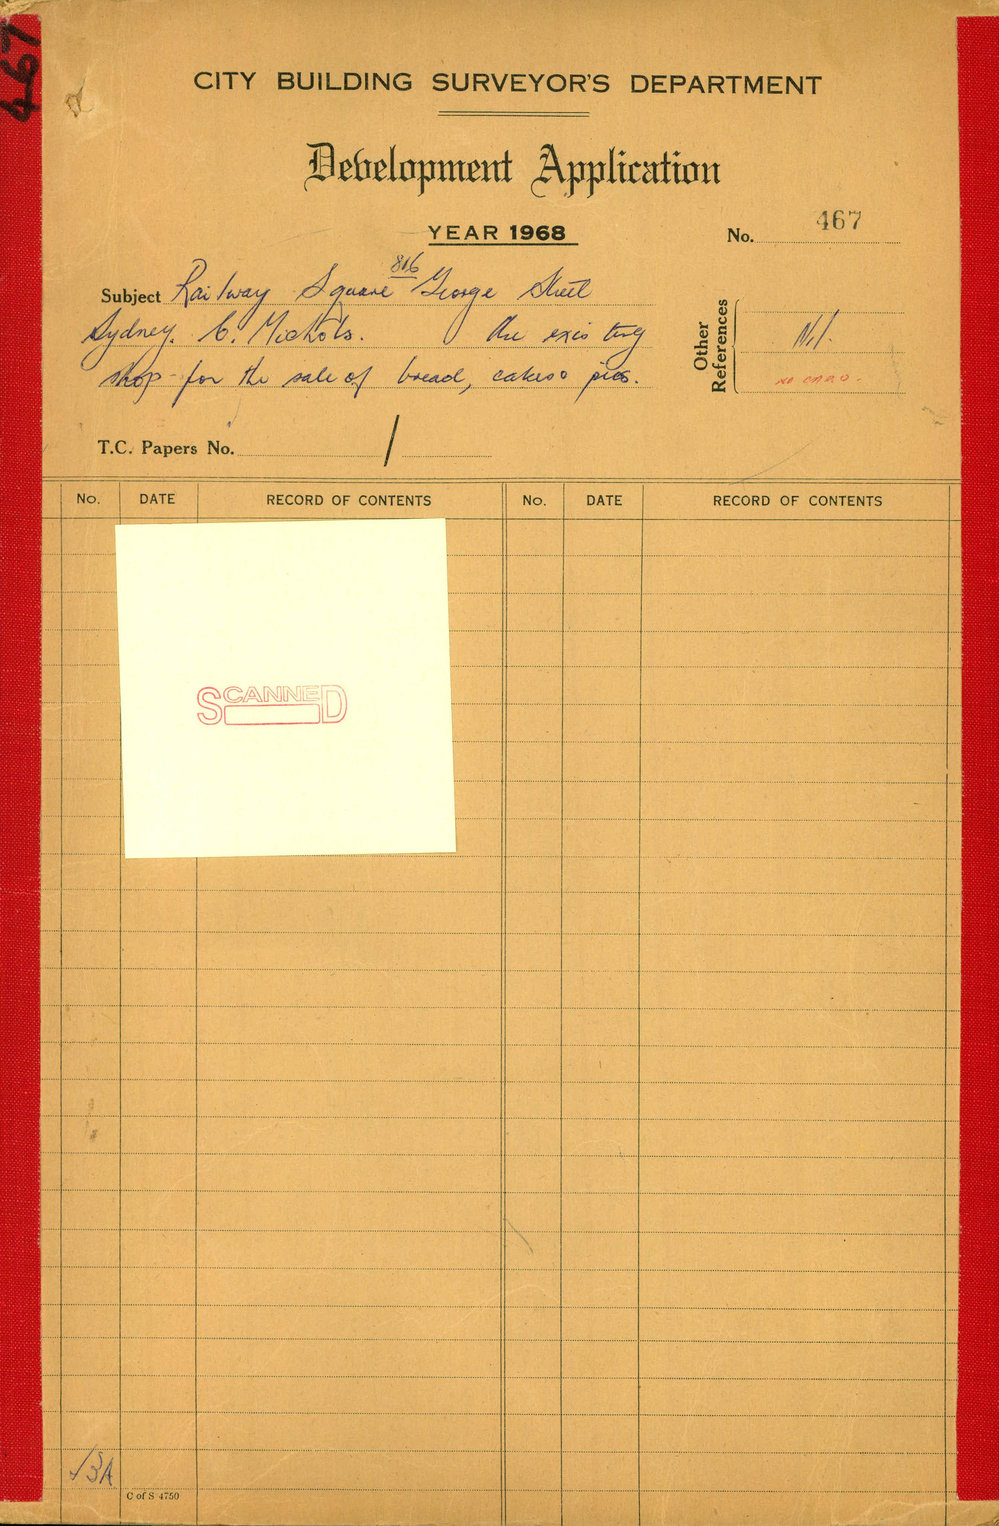 467
CITY BUILDING SURVEYOR'S DEPARTMENT
Development Application
YEAR 1968
No. 467
Subject Railway Square 816 George Street
Sydney. C. Nichols. the existing
shop for the sale of bread, cakes & pies.
Other References
Nil.
T.C. Papers No. /
No. DATE RECORD OF CONTENTS No. DATE RECORD OF CONTENTS
SCANNED
C of S 4750